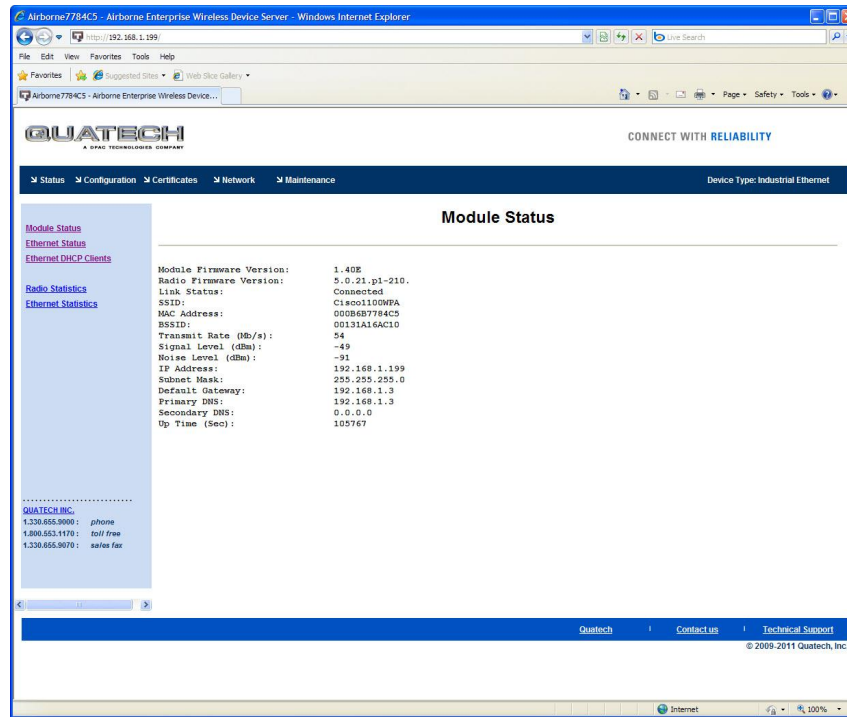 Airborne7784C5 - Airborne Enterprise Wireless Device Server - Windows Internet Explorer
http://192.168.1.199/
Live Search
File Edit View Favorites Tools Help
Favorites Suggested Sites Web Slice Gallery
Airborne7784C5 - Airborne Enterprise Wireless Device...
Page Safety Tools
QUATECH
A DPAC TECHNOLOGIES COMPANY
CONNECT WITH RELIABILITY
Status Configuration Certificates Network Maintenance
Device Type: Industrial Ethernet
Module Status
Ethernet Status
Ethernet DHCP Clients
Radio Statistics
Ethernet Statistics
Module Status
Module Firmware Version: 1.40E
Radio Firmware Version: 5.0.21.p1-210.
Link Status: Connected
SSID: Cisco1100WPA
MAC Address: 000B6B7784C5
BSSID: 00131A16AC10
Transmit Rate (Mb/s): 54
Signal Level (dBm): -49
Noise Level (dBm): -91
IP Address: 192.168.1.199
Subnet Mask: 255.255.255.0
Default Gateway: 192.168.1.3
Primary DNS: 192.168.1.3
Secondary DNS: 0.0.0.0
Up Time (Sec): 105767
QUATECH INC.
1.330.655.9000 : phone
1.800.553.1170 : toll free
1.330.655.9070 : sales fax
Quatech | Contact us | Technical Support
© 2009-2011 Quatech, Inc
Internet
100%